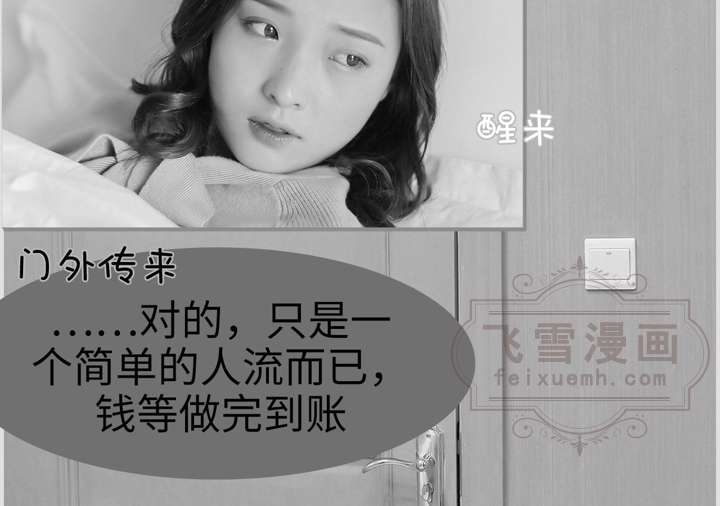 醒来
门外传来
……对的，只是一
个简单的人流而已，
钱等做完到账
飞雪漫画
feixuemh.com